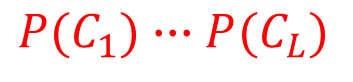 P(C₁) ⋯ P(C_L)